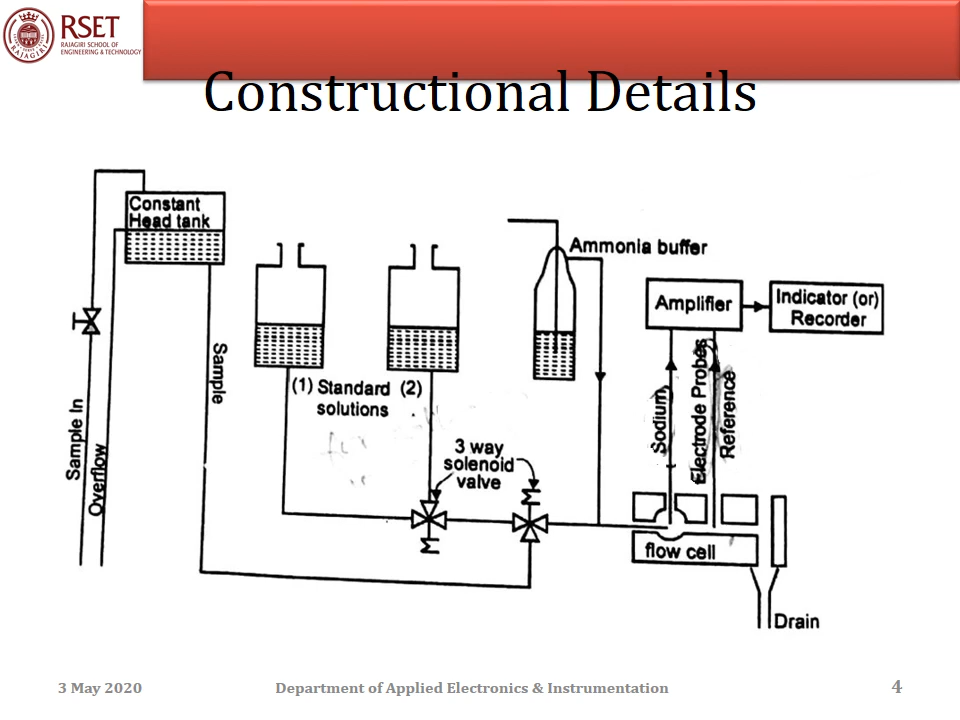 RSET
RAJAGIRI SCHOOL OF
ENGINEERING & TECHNOLOGY
RAJAGIRI
Constructional Details
Constant
Head tank
Ammonia buffer
Amplifier
Indicator (or)
Recorder
Sample
(1) Standard (2)
solutions
Sample In
Overflow
3 way
solenoid
valve
Sodium
Electrode Probes
Reference
flow cell
Drain
3 May 2020
Department of Applied Electronics & Instrumentation
4